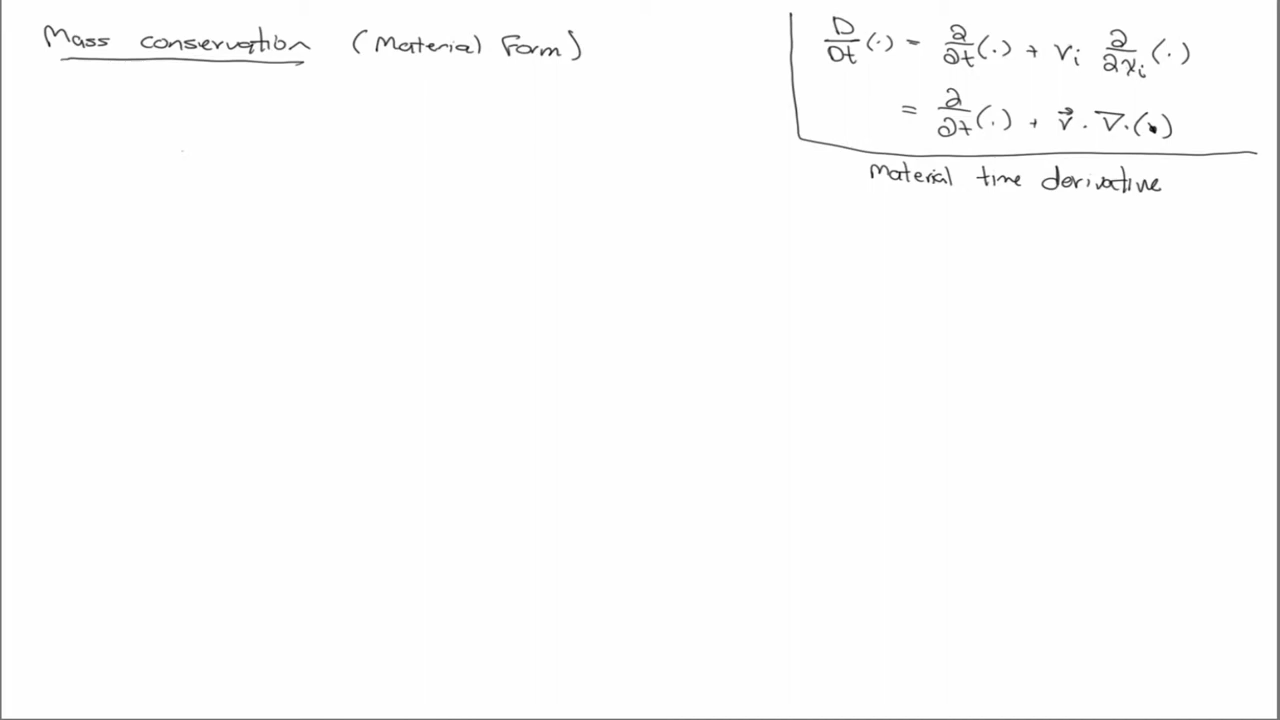 Mass conservation (Material Form)
D/Dt (·) = ∂/∂t (·) + vᵢ ∂/∂xᵢ (·)
= ∂/∂t (·) + v⃗ · ∇·(·)
material time derivative